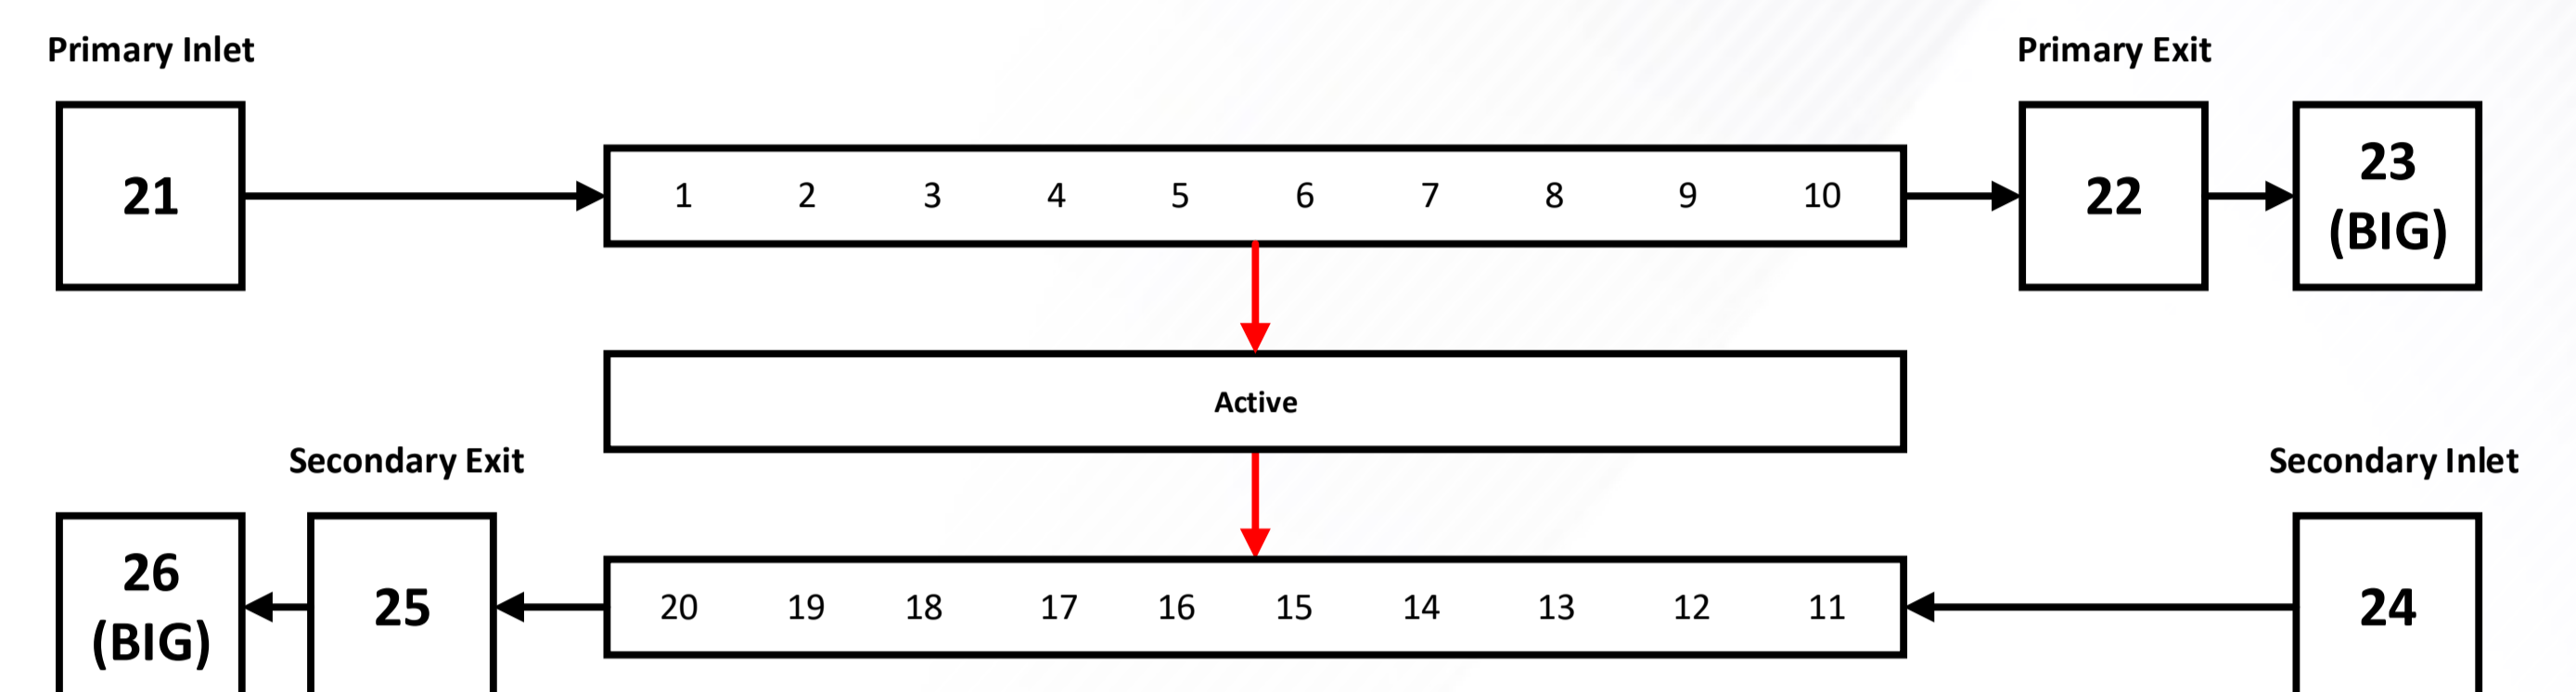 Primary Inlet
Primary Exit
21
1 2 3 4 5 6 7 8 9 10
22
23
(BIG)
Active
Secondary Exit
Secondary Inlet
26
(BIG)
25
20 19 18 17 16 15 14 13 12 11
24